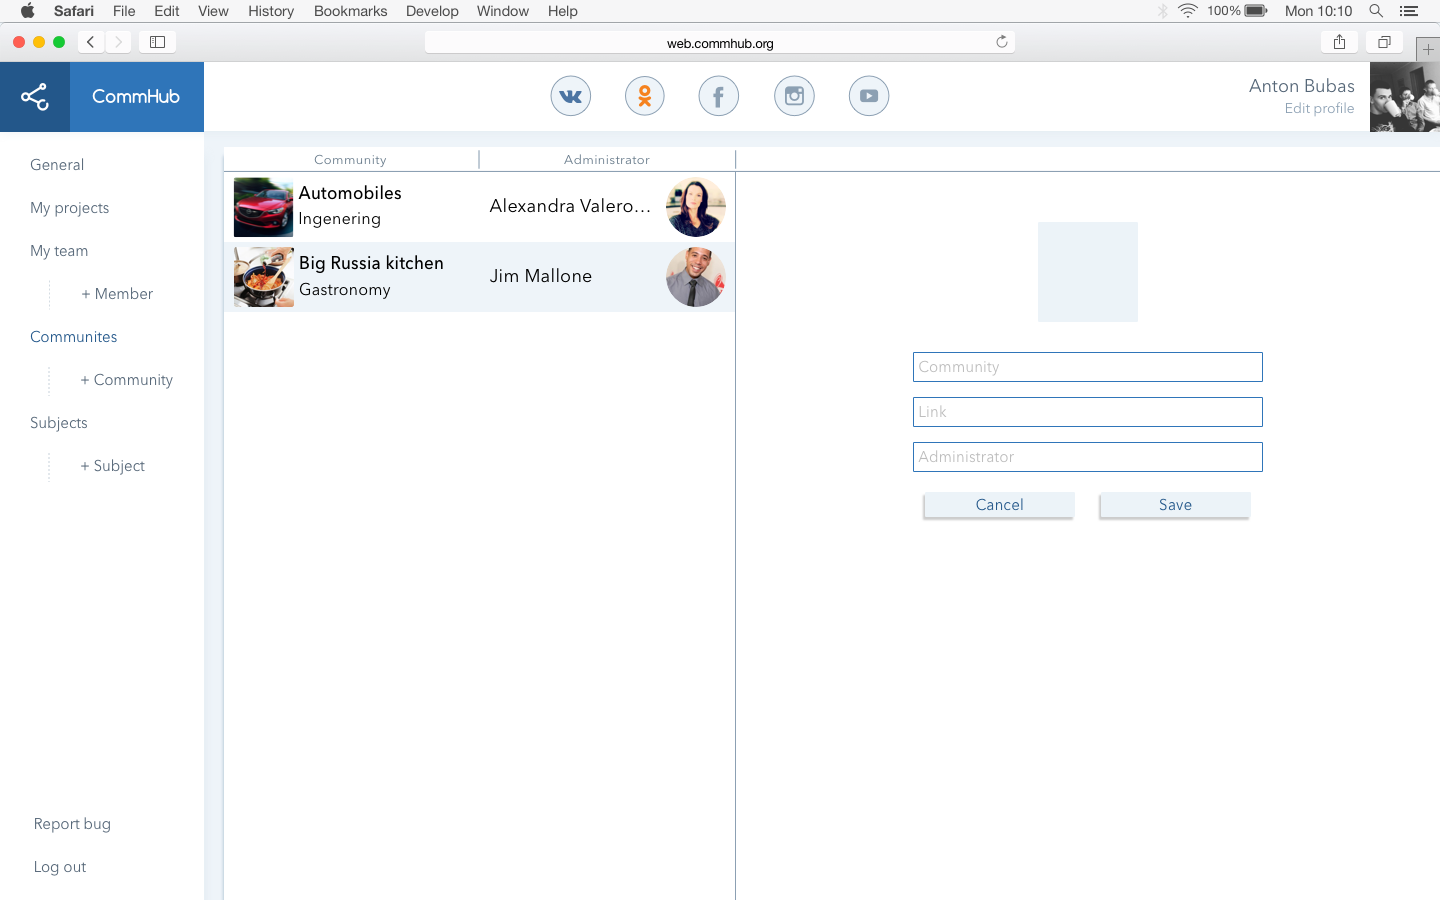 Safari File Edit View History Bookmarks Develop Window Help 100% Mon 10:10
web.commhub.org
CommHub
Anton Bubas
Edit profile
General
My projects
My team
+ Member
Communites
+ Community
Subjects
+ Subject
Report bug
Log out
Community Administrator
Automobiles
Ingenering
Alexandra Valero...
Big Russia kitchen
Gastronomy
Jim Mallone
Community
Link
Administrator
Cancel Save